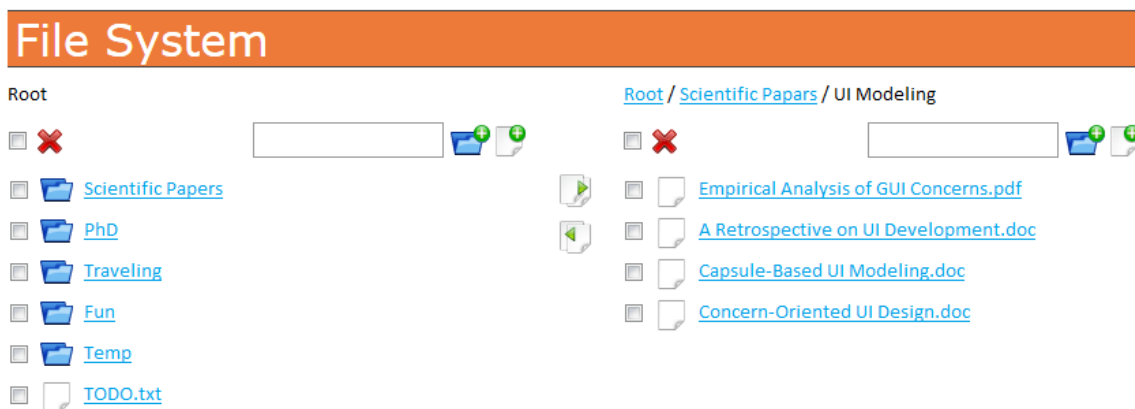 File System
Root
Root / Scientific Papars / UI Modeling
Scientific Papers
PhD
Traveling
Fun
Temp
TODO.txt
Empirical Analysis of GUI Concerns.pdf
A Retrospective on UI Development.doc
Capsule-Based UI Modeling.doc
Concern-Oriented UI Design.doc